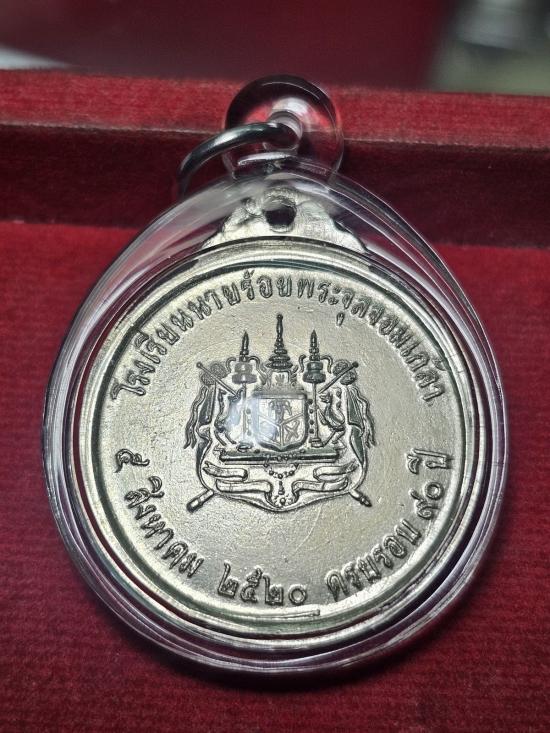 โรงเรียนนายร้อยพระจุลจอมเกล้า
๕ สิงหาคม ๒๕๒๐ ครบรอบ ๙๐ ปี